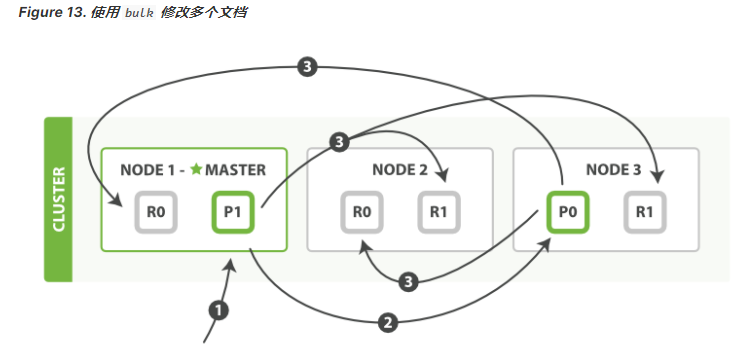 Figure 13. 使用 bulk 修改多个文档
3
CLUSTER
3
NODE 1 - ★ MASTER
NODE 2
NODE 3
R0
P1
R0
R1
P0
R1
1
3
2